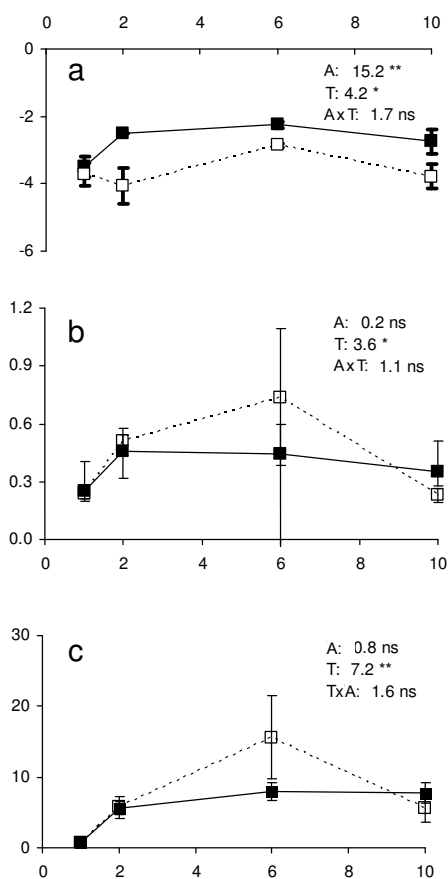 0 2 4 6 8 10
0
-2
-4
-6
a
A: 15.2 **
T: 4.2 *
AxT: 1.7 ns
1.2
0.9
0.6
0.3
0.0
b
A: 0.2 ns
T: 3.6 *
AxT: 1.1 ns
0 2 4 6 8 10
30
20
10
0
c
A: 0.8 ns
T: 7.2 **
TxA: 1.6 ns
0 2 4 6 8 10